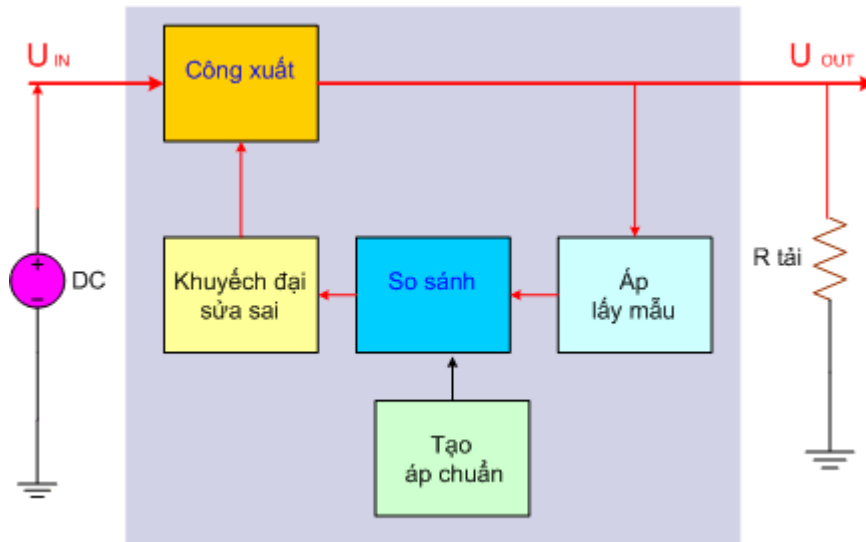 U IN
Công xuất
U OUT
DC
Khuyếch đại
sửa sai
So sánh
Áp
lấy mẫu
R tải
Tạo
áp chuẩn
+
–